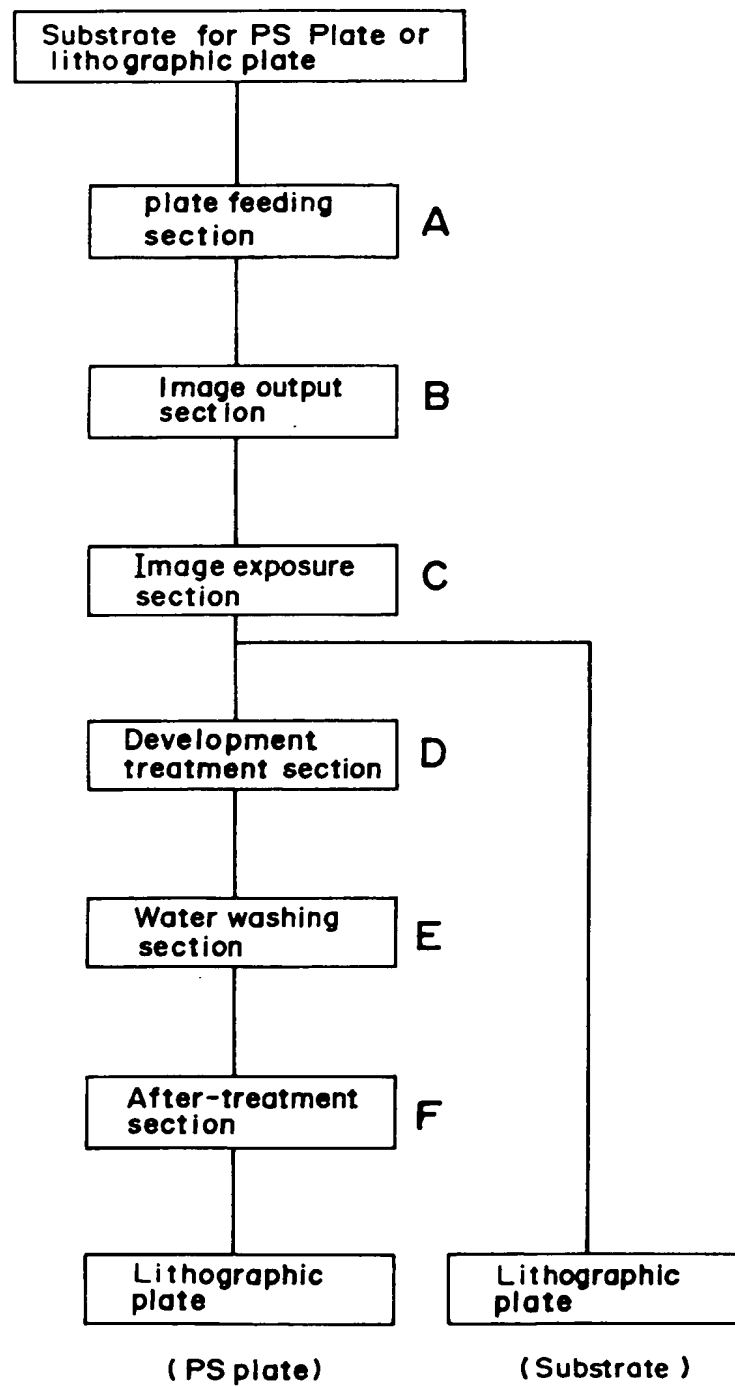 Substrate for PS Plate or
lithographic plate
plate feeding
section
A
Image output
section
B
Image exposure
section
C
Development
treatment section
D
Water washing
section
E
After-treatment
section
F
Lithographic
plate
(PS plate)
Lithographic
plate
(Substrate)